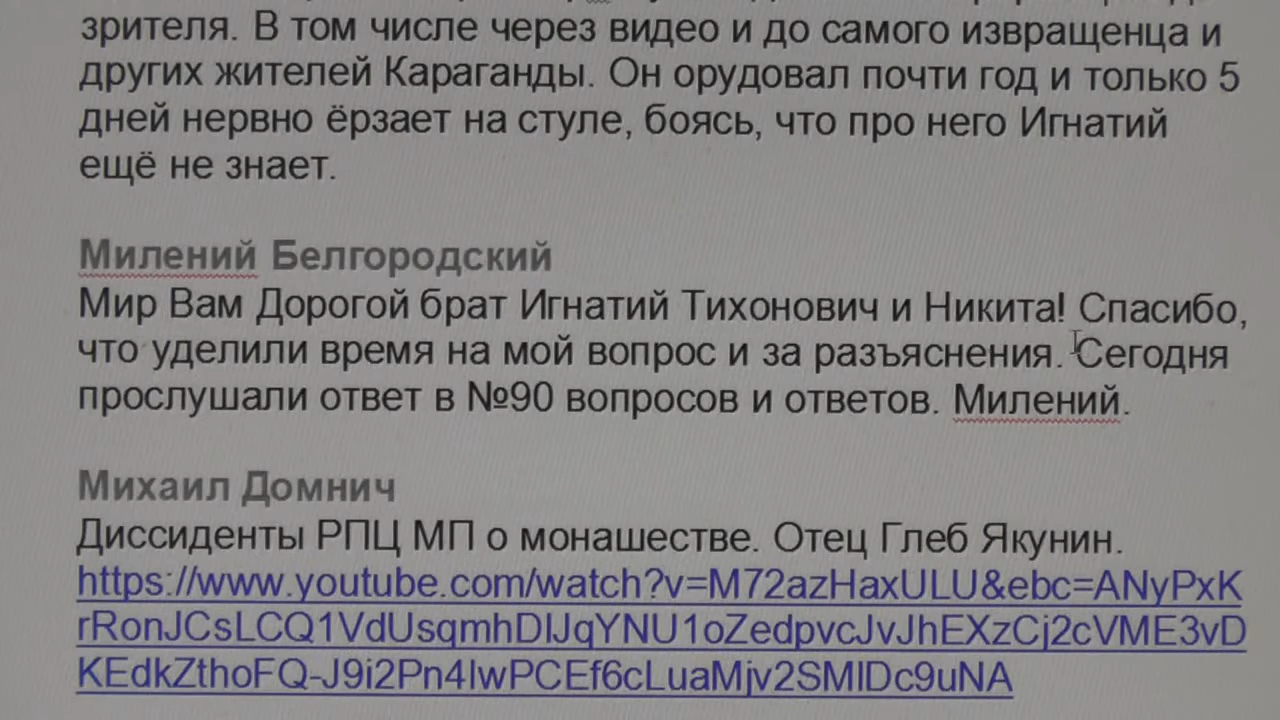 зрителя. В том числе через видео и до самого извращенца и
других жителей Караганды. Он орудовал почти год и только 5
дней нервно ёрзает на стуле, боясь, что про него Игнатий
ещё не знает.
Милений Белгородский
Мир Вам Дорогой брат Игнатий Тихонович и Никита! Спасибо,
что уделили время на мой вопрос и за разъяснения. Сегодня
прослушали ответ в №90 вопросов и ответов. Милений.
Михаил Домнич
Диссиденты РПЦ МП о монашестве. Отец Глеб Якунин.
https://www.youtube.com/watch?v=M72azHaxULU&ebc=ANyPxK
rRonJCsLCQ1VdUsqmhDIJqYNU1oZedpvcJvJhEXzCj2cVME3vD
KEdkZthoFQ-J9i2Pn4IwPCEf6cLuaMjv2SMIDc9uNA